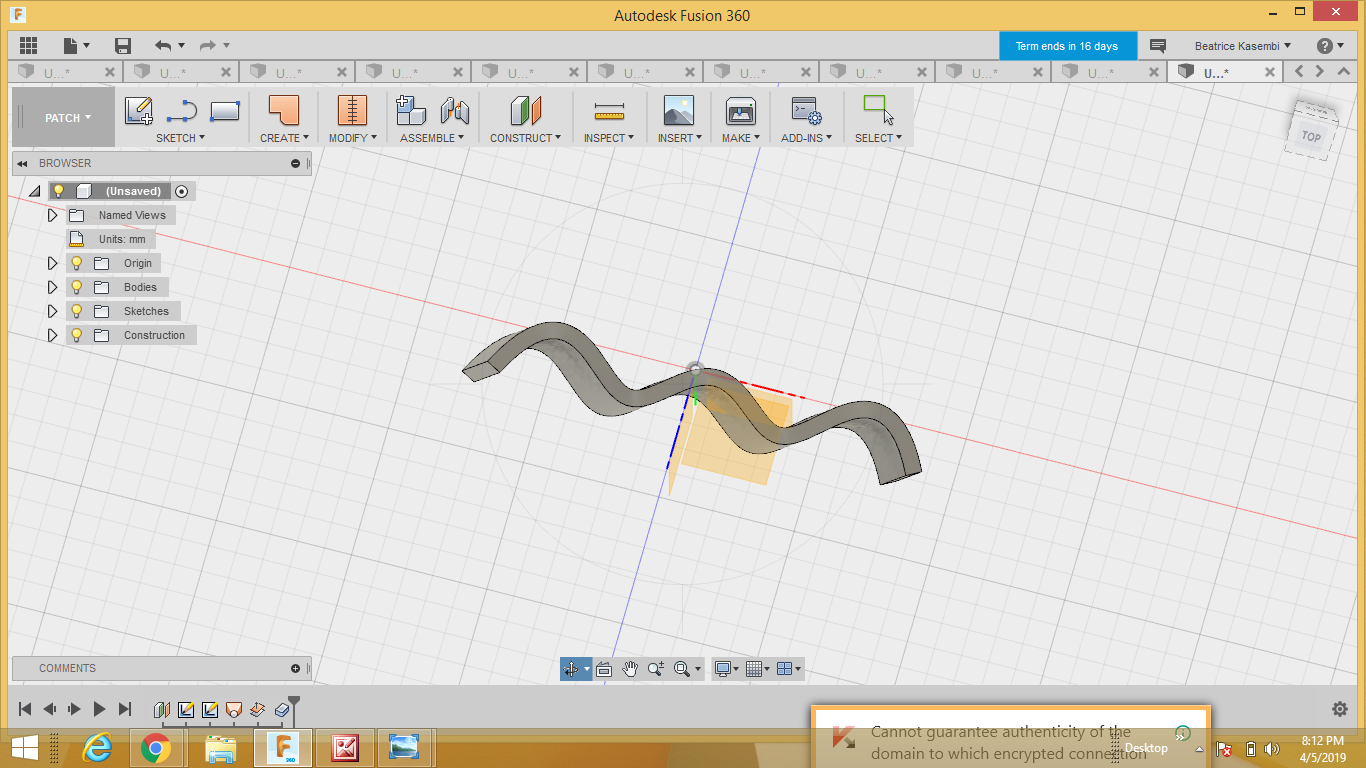 Autodesk Fusion 360
Term ends in 16 days
Beatrice Kasembi
U...*
U...*
U...*
U...*
U...*
U...*
U...*
U...*
U...*
U...*
U...*
PATCH
SKETCH
CREATE
MODIFY
ASSEMBLE
CONSTRUCT
INSPECT
INSERT
MAKE
ADD-INS
SELECT
TOP
BROWSER
(Unsaved)
Named Views
Units: mm
Origin
Bodies
Sketches
Construction
COMMENTS
Cannot guarantee authenticity of the
domain to which encrypted connection
Desktop
8:12 PM
4/5/2019